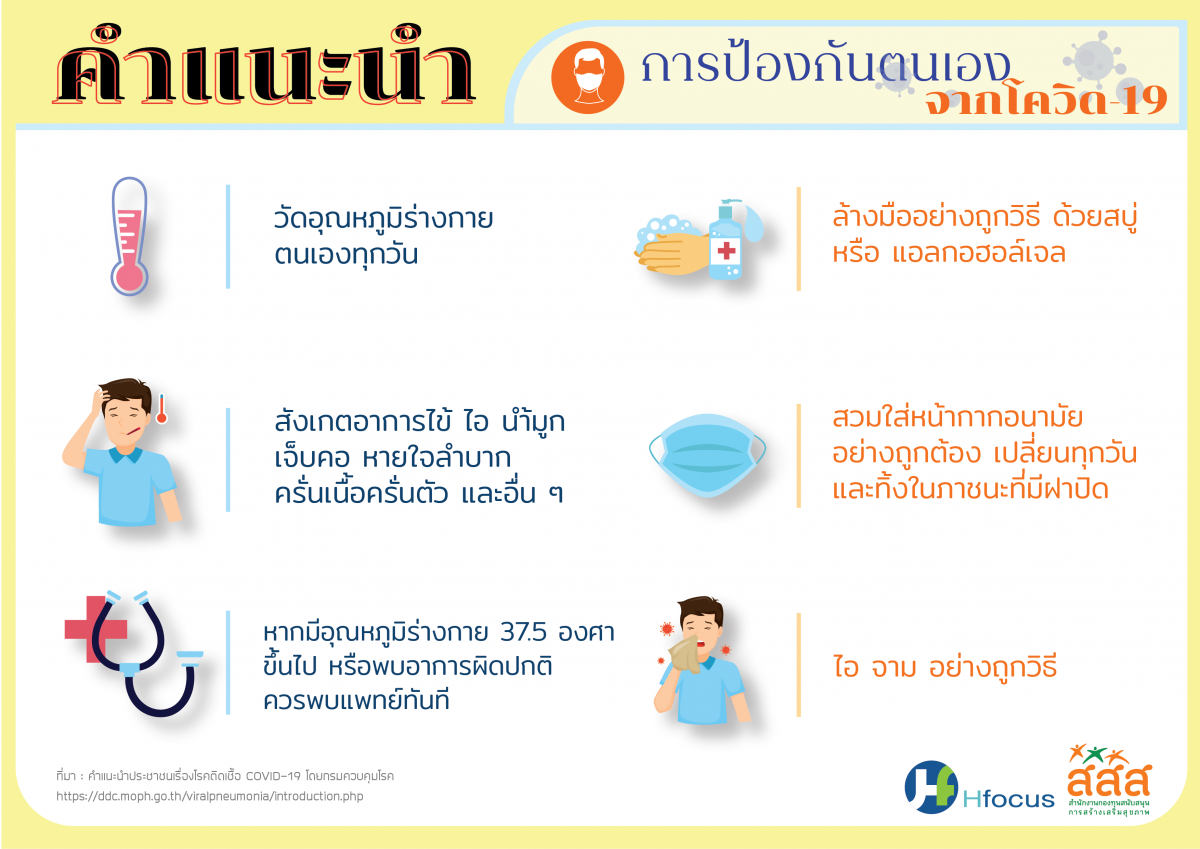 คำแนะนำ
การป้องกันตนเอง
จากโควิด-19
วัดอุณหภูมิร่างกาย
ตนเองทุกวัน
สังเกตอาการไข้ ไอ น้ำมูก
เจ็บคอ หายใจลำบาก
ครั่นเนื้อครั่นตัว และอื่น ๆ
หากมีอุณหภูมิร่างกาย 37.5 องศา
ขึ้นไป หรือพบอาการผิดปกติ
ควรพบแพทย์ทันที
ล้างมืออย่างถูกวิธี ด้วยสบู่
หรือ แอลกอฮอล์เจล
สวมใส่หน้ากากอนามัย
อย่างถูกต้อง เปลี่ยนทุกวัน
และทิ้งในภาชนะที่มีฝาปิด
ไอ จาม อย่างถูกวิธี
ที่มา : คำแนะนำประชาชนเรื่องโรคติดเชื้อ COVID-19 โดยกรมควบคุมโรค
https://ddc.moph.go.th/viralpneumonia/introduction.php
Hfocus
สสส
สำนักงานกองทุนสนับสนุน
การสร้างเสริมสุขภาพ